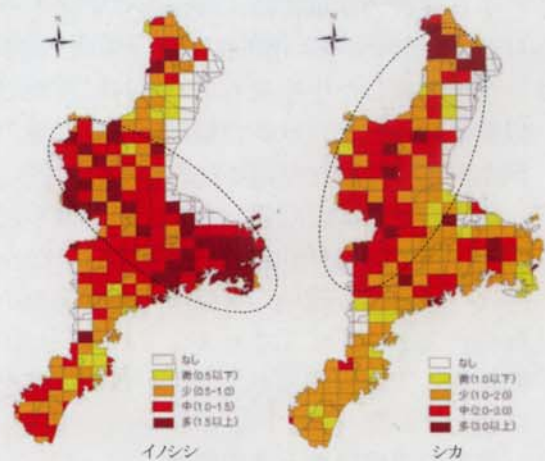 N
なし
微(0.5以下)
少(0.5-1.0)
中(1.0-1.5)
多(1.5以上)
イノシシ
N
なし
微(1.0以下)
少(1.0-2.0)
中(2.0-3.0)
多(3.0以上)
シカ